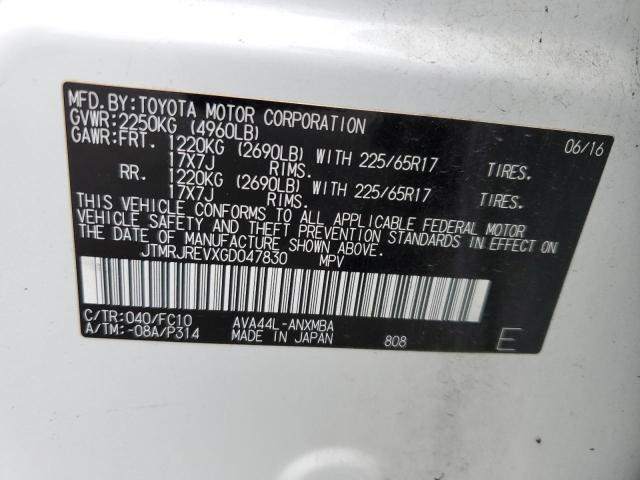 MFD.BY:TOYOTA MOTOR CORPORATION 06/16
GVWR:2250KG (4960LB)
GAWR:FRT. 1220KG (2690LB) WITH 225/65R17 TIRES.
17X7J RIMS.
RR. 1220KG (2690LB) WITH 225/65R17 TIRES.
17X7J RIMS.
THIS VEHICLE CONFORMS TO ALL APPLICABLE FEDERAL MOTOR
VEHICLE SAFETY AND THEFT PREVENTION STANDARDS IN EFFECT ON
THE DATE OF MANUFACTURE SHOWN ABOVE.
JTMRJREVXGD047830 MPV
C/TR:040/FC10 AVA44L-ANXMBA
A/TM:-08A/P314 MADE IN JAPAN 808 E